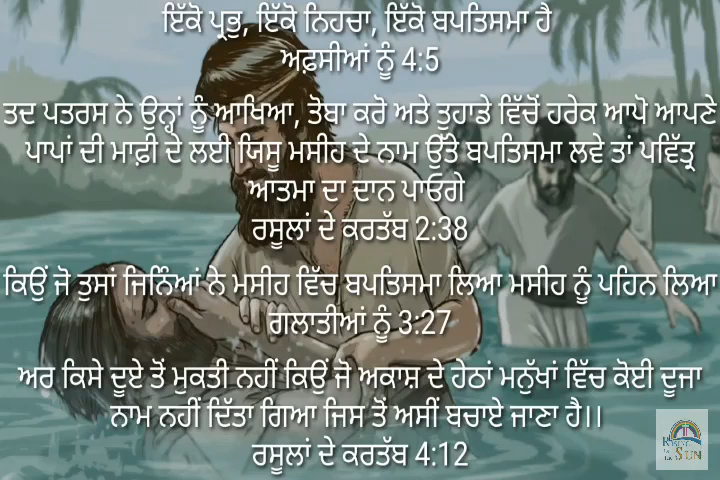 ਇੱਕੋ ਪ੍ਰਭੁ, ਇੱਕੋ ਨਿਹਚਾ, ਇੱਕੋ ਬਪਤਿਸਮਾ ਹੈ
ਅਫ਼ਸੀਆਂ ਨੂੰ 4:5
ਤਦ ਪਤਰਸ ਨੇ ਉਨ੍ਹਾਂ ਨੂੰ ਆਖਿਆ, ਤੋਬਾ ਕਰੋ ਅਤੇ ਤੁਹਾਡੇ ਵਿੱਚੋਂ ਹਰੇਕ ਆਪੋ ਆਪਣੇ
ਪਾਪਾਂ ਦੀ ਮਾਫ਼ੀ ਦੇ ਲਈ ਯਿਸੂ ਮਸੀਹ ਦੇ ਨਾਮ ਉੱਤੇ ਬਪਤਿਸਮਾ ਲਵੇ ਤਾਂ ਪਵਿੱਤ੍ਰ
ਆਤਮਾ ਦਾ ਦਾਨ ਪਾਓਗੇ
ਰਸੂਲਾਂ ਦੇ ਕਰਤੱਬ 2:38
ਕਿਉਂ ਜੋ ਤੁਸਾਂ ਜਿਨਿੰਆਂ ਨੇ ਮਸੀਹ ਵਿੱਚ ਬਪਤਿਸਮਾ ਲਿਆ ਮਸੀਹ ਨੂੰ ਪਹਿਨ ਲਿਆ
ਗਲਾਤੀਆਂ ਨੂੰ 3:27
ਅਰ ਕਿਸੇ ਦੂਏ ਤੋਂ ਮੁਕਤੀ ਨਹੀਂ ਕਿਉਂ ਜੋ ਅਕਾਸ਼ ਦੇ ਹੇਠਾਂ ਮਨੁੱਖਾਂ ਵਿੱਚ ਕੋਈ ਦੂਜਾ
ਨਾਮ ਨਹੀਂ ਦਿੱਤਾ ਗਿਆ ਜਿਸ ਤੋਂ ਅਸੀਂ ਬਚਾਏ ਜਾਣਾ ਹੈ।।
ਰਸੂਲਾਂ ਦੇ ਕਰਤੱਬ 4:12
SUN